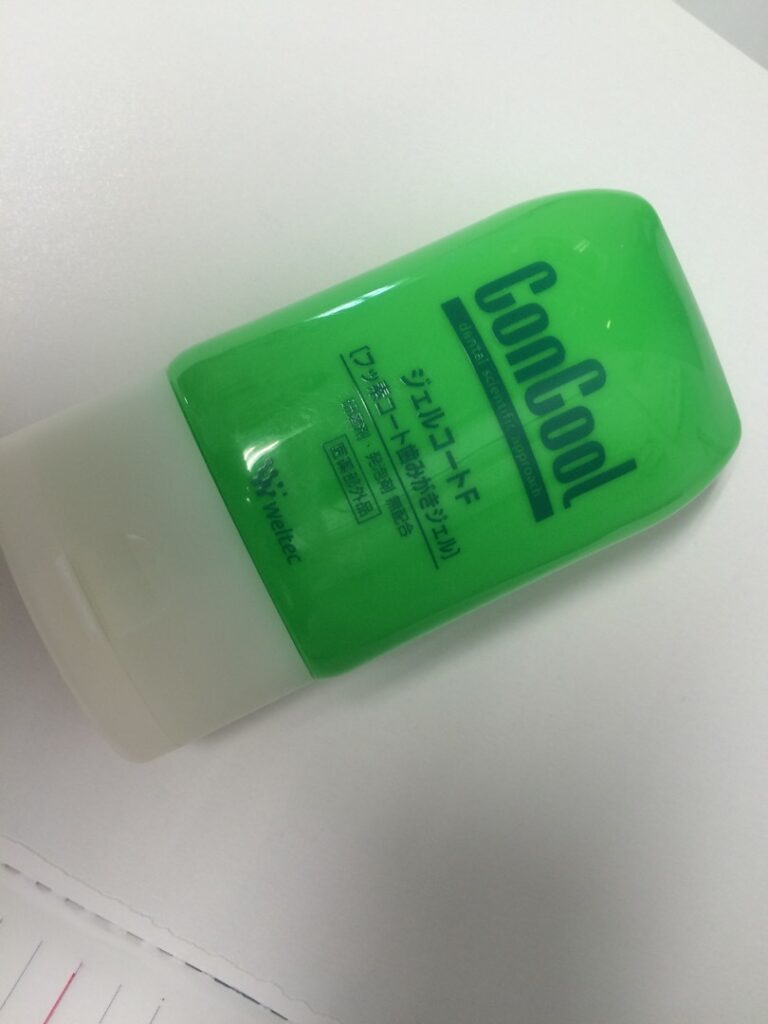 ConCool
dental scientific approach
ジェルコートF
〔フッ素コート歯みがきジェル〕
研磨剤・発泡剤 無配合
医薬部外品
weltec